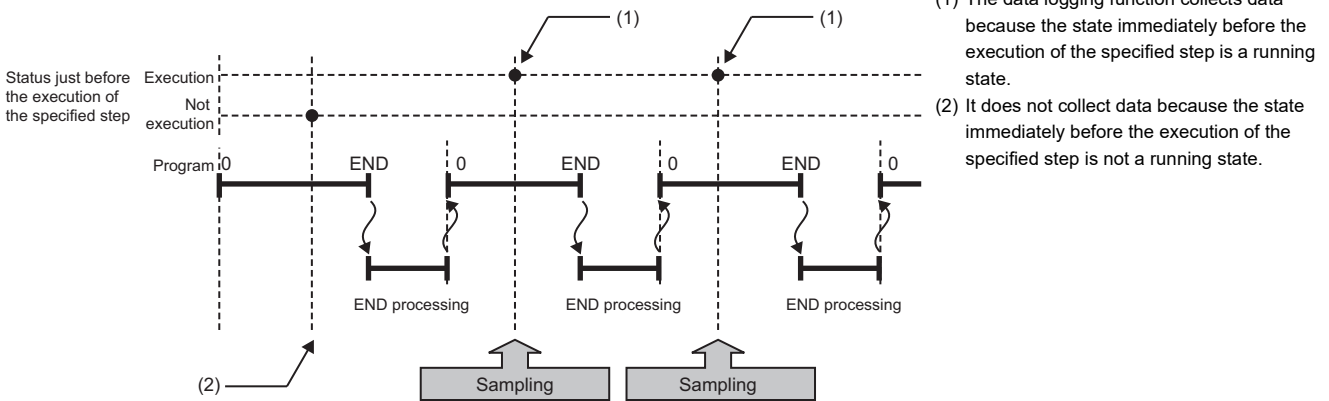 (1)
(1)
(1) The data logging function collects data
because the state immediately before the
execution of the specified step is a running
state.
(2) It does not collect data because the state
immediately before the execution of the
specified step is not a running state.
Status just before
the execution of
the specified step
Execution
Not
execution
Program 0 END 0 END 0 END 0
END processing END processing END processing
(2)
Sampling Sampling